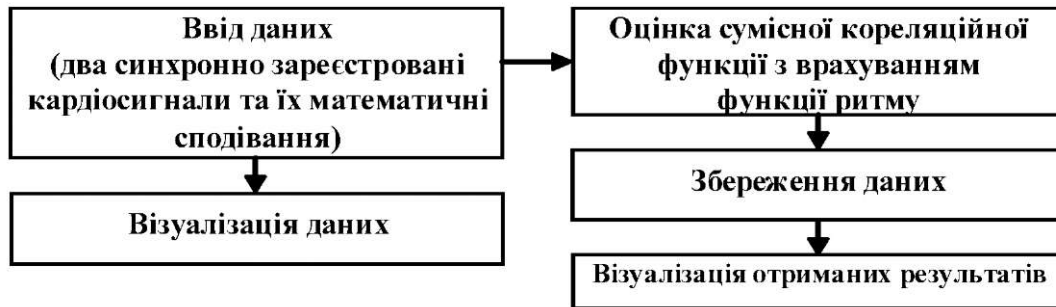 Ввід даних
(два синхронно зареєстровані
кардіосигнали та їх математичні
сподівання)
Візуалізація даних
Оцінка сумісної кореляційної
функції з врахуванням
функції ритму
Збереження даних
Візуалізація отриманих результатів